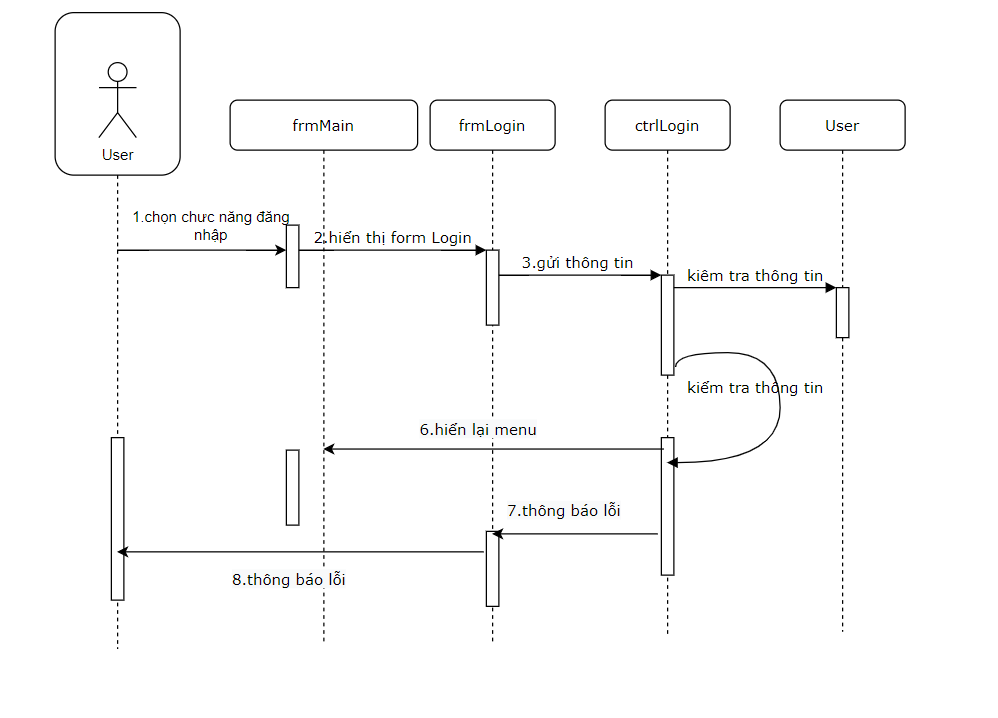 User
frmMain
frmLogin
ctrlLogin
User
1.chọn chưc năng đăng
nhập
2.hiển thị form Login
3.gửi thông tin
kiêm tra thông tin
kiểm tra thông tin
6.hiển lại menu
7.thông báo lỗi
8.thông báo lỗi